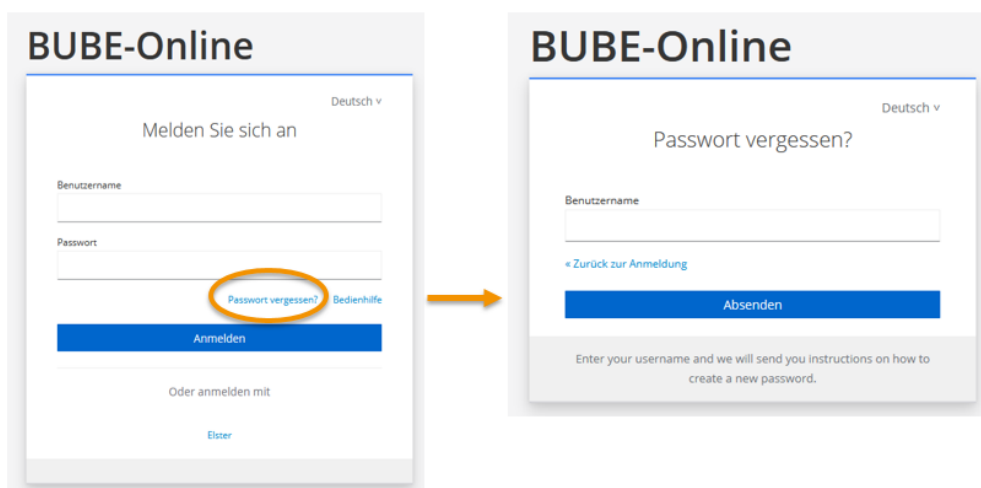 BUBE-Online
Deutsch v
Melden Sie sich an
Benutzername
Passwort
Passwort vergessen? Bedienhilfe
Anmelden
Oder anmelden mit
Elster
BUBE-Online
Deutsch v
Passwort vergessen?
Benutzername
« Zurück zur Anmeldung
Absenden
Enter your username and we will send you instructions on how to
create a new password.